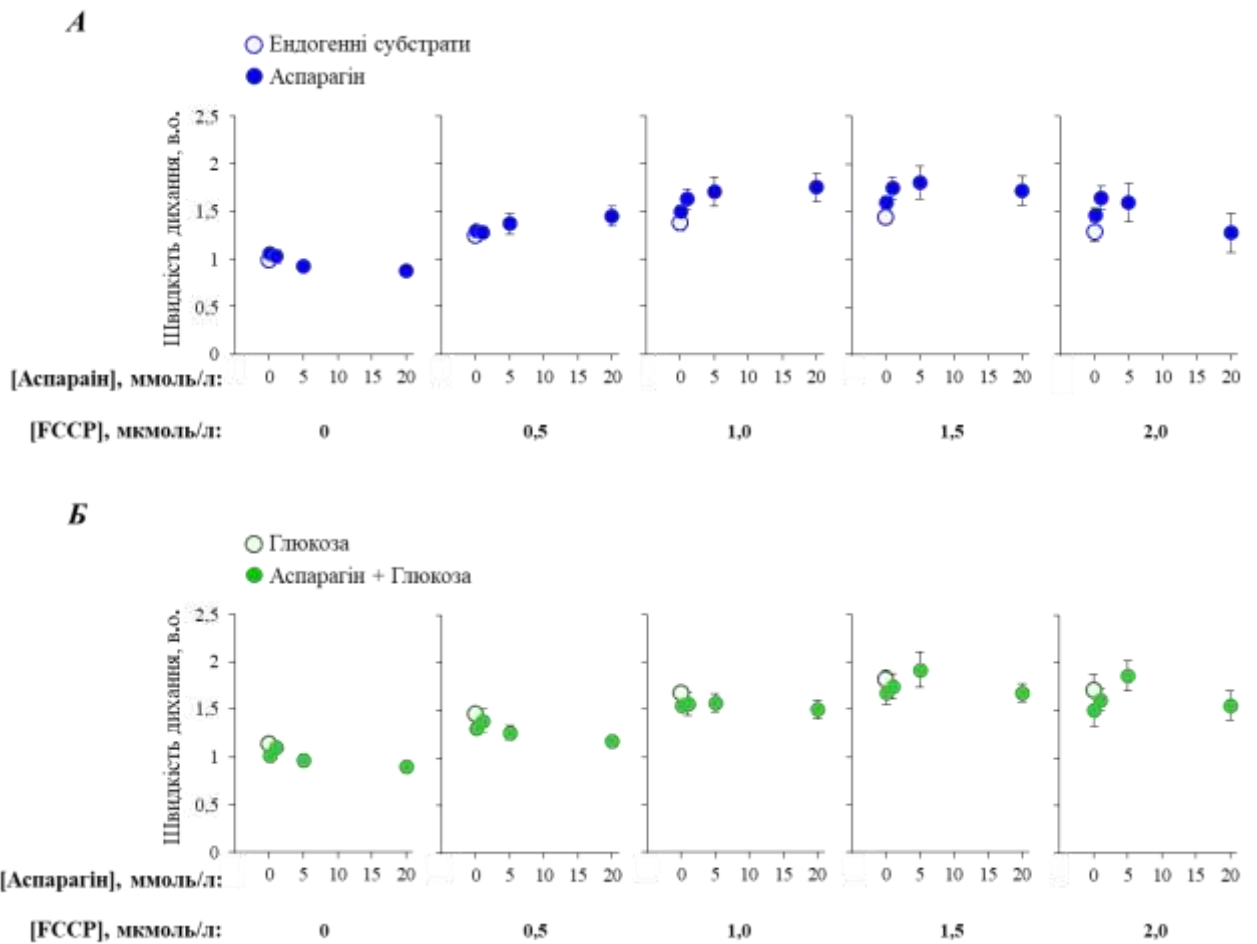 А
Ендогенні субстрати
Аспарагін
Швидкість дихання, в.о.
2,5
2
1,5
1
0,5
0
[Аспараїн], ммоль/л: 0 5 10 15 20 0 5 10 15 20 0 5 10 15 20 0 5 10 15 20 0 5 10 15 20
[FCCP], мкмоль/л: 0 0,5 1,0 1,5 2,0
Б
Глюкоза
Аспарагін + Глюкоза
Швидкість дихання, в.о.
2,5
2
1,5
1
0,5
0
[Аспарагін], ммоль/л: 0 5 10 15 20 0 5 10 15 20 0 5 10 15 20 0 5 10 15 20 0 5 10 15 20
[FCCP], мкмоль/л: 0 0,5 1,0 1,5 2,0